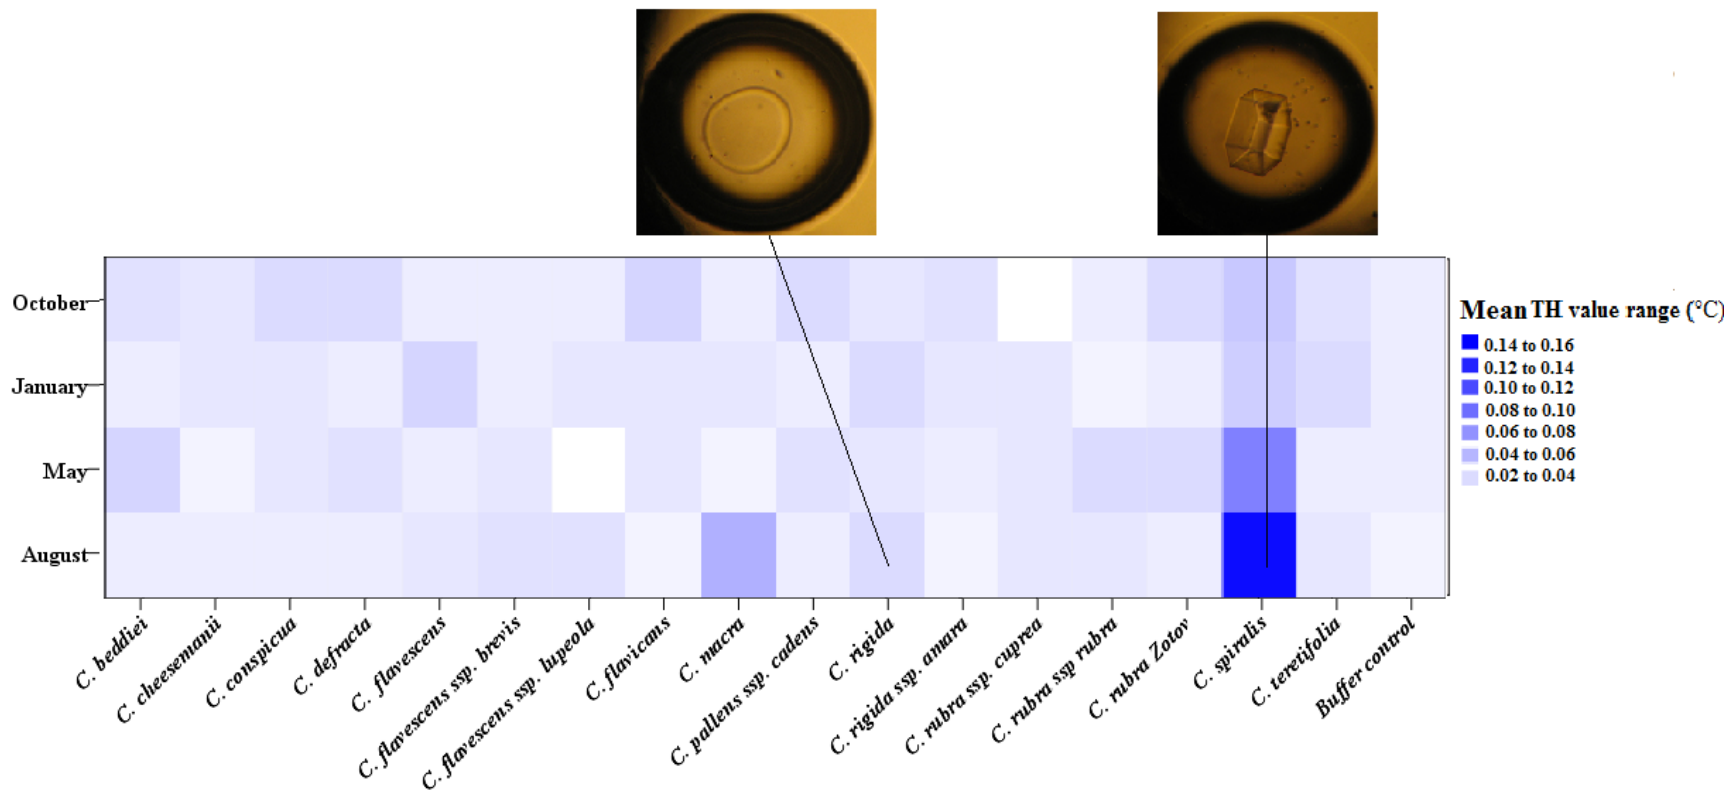 October
January
May
August
Mean TH value range (°C)
0.14 to 0.16
0.12 to 0.14
0.10 to 0.12
0.08 to 0.10
0.06 to 0.08
0.04 to 0.06
0.02 to 0.04
C. beddiei
C. cheesemanii
C. conspicua
C. defracta
C. flavescens
C. flavescens ssp. brevis
C. flavescens ssp. lupeola
C. flavicans
C. macra
C. pallens ssp. cadens
C. rigida
C. rigida ssp. amara
C. rubra ssp. cuprea
C. rubra ssp rubra
C. rubra Zotov
C. spiralis
C. teretifolia
Buffer control